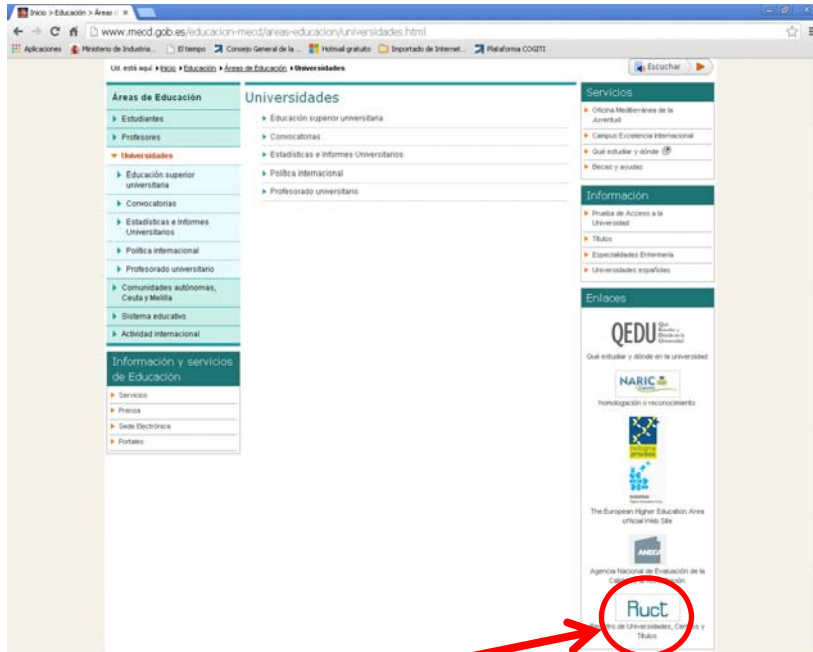 Inicio > Educación > Áreas
www.mecd.gob.es/educacion-mecd/areas-educacion/universidades.html
Aplicaciones
Ministerio de Industria...
El tiempo
Consejo General de la ...
Hotmail gratuito
Importado de Internet...
Plataforma COGITI
Ud. está aquí Inicio Educación Áreas de Educación Universidades
Escuchar
Áreas de Educación
Estudiantes
Profesores
Universidades
Educación superior
universitaria
Convocatorias
Estadísticas e Informes
Universitarios
Política internacional
Profesorado universitario
Comunidades autónomas,
Ceuta y Melilla
Sistema educativo
Actividad internacional
Información y servicios
de Educación
Servicios
Prensa
Sede Electrónica
Portales
Universidades
Educación superior universitaria
Convocatorias
Estadísticas e Informes Universitarios
Política internacional
Profesorado universitario
Servicios
Oficina Mediterránea de la
Juventud
Campus Excelencia Internacional
Qué estudiar y dónde
Becas y ayudas
Información
Prueba de Acceso a la
Universidad
Títulos
Especialidades Enfermería
Universidades españolas
Enlaces
QEDU
Qué estudiar y dónde en la universidad
NARIC
homologación o reconocimiento
bologna
process
The European Higher Education Area
official Web Site
ANECA
Agencia Nacional de Evaluación de la
Ruct
de Universidades, y
Títulos